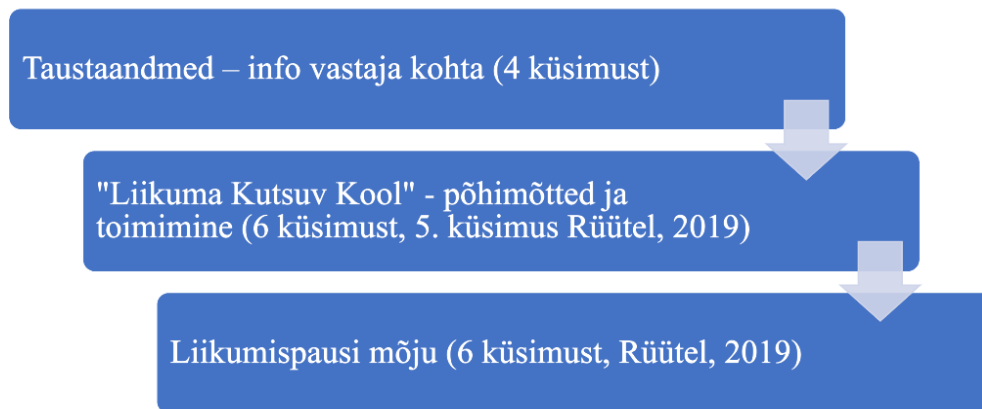 Taustaandmed – info vastaja kohta (4 küsimust)
"Liikuma Kutsuv Kool" - põhimõtted ja
toimimine (6 küsimust, 5. küsimus Rüütel, 2019)
Liikumispausi mõju (6 küsimust, Rüütel, 2019)